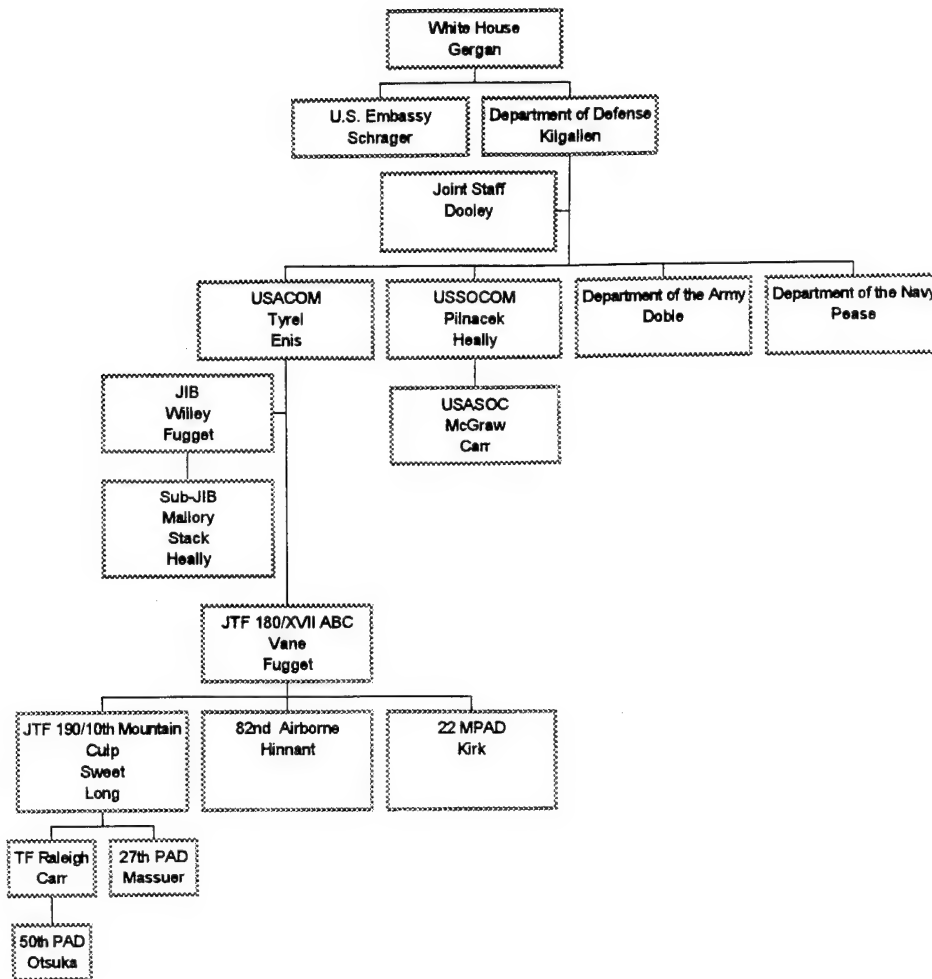 White House
Gergan
U.S. Embassy
Schrager
Department of Defense
Kilgallen
Joint Staff
Dooley
USACOM
Tyrel
Enis
USSOCOM
Pilnacek
Heally
Department of the Army
Doble
Department of the Navy
Pease
JIB
Willey
Fugget
USASOC
McGraw
Carr
Sub-JIB
Mallory
Stack
Heally
JTF 180/XVII ABC
Vane
Fugget
JTF 190/10th Mountain
Culp
Sweet
Long
82nd Airborne
Hinnant
22 MPAD
Kirk
TF Raleigh
Carr
27th PAD
Massuer
50th PAD
Otsuka